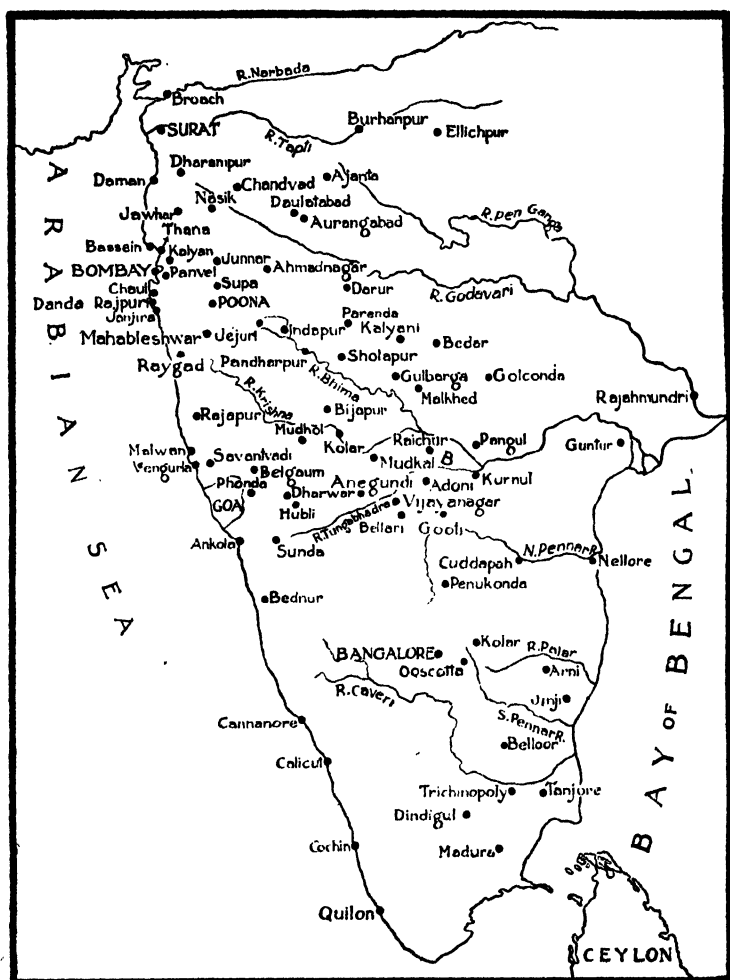 R.Narbada
Broach
SURAT
R.Tapti
Burhanpur
Ellichpur
Dharampur
Daman
Chandvad
Ajanta
Nasik
Daulatabad
Jawhar
Aurangabad
R.pen Ganga
Thana
Bassein
Kalyan
Junnar
Ahmadnagar
BOMBAY
Panvel
Supa
Darur
R.Godavari
Chaul
Danda Rajpuri
POONA
Janjira
Paranda
Mahableshwar
Jejuri
Indapur
Kalyani
Bedar
Raygad
Pandharpur
Sholapur
R.Bhima
Gulbarga
Golconda
R.Krishna
Malkhed
Rajahmundri
Rajapur
Bijapur
Mudhol
Kolar
Raichur
Pangul
Guntur
Malwan
Savantvadi
B
Vengurla
Belgaum
Mudkal
Phonda
Anegundi
Adoni
Kurnul
GOA
Dharwar
Vijayanagar
Hubli
R.Tungabhadra
Bellari
Gooti
Ankola
Sunda
N.Pennar R.
Cuddapah
Nellore
Penukonda
Bednur
Kolar
BANGALORE
R.Palar
Ooscotta
Arni
R.Caveri
Jinji
S.Pennar R.
Cannanore
Belloor
Calicut
Trichinopoly
Tanjore
Dindigul
Cochin
Madura
Quilon
CEYLON
ARABIAN SEA
BAY OF BENGAL